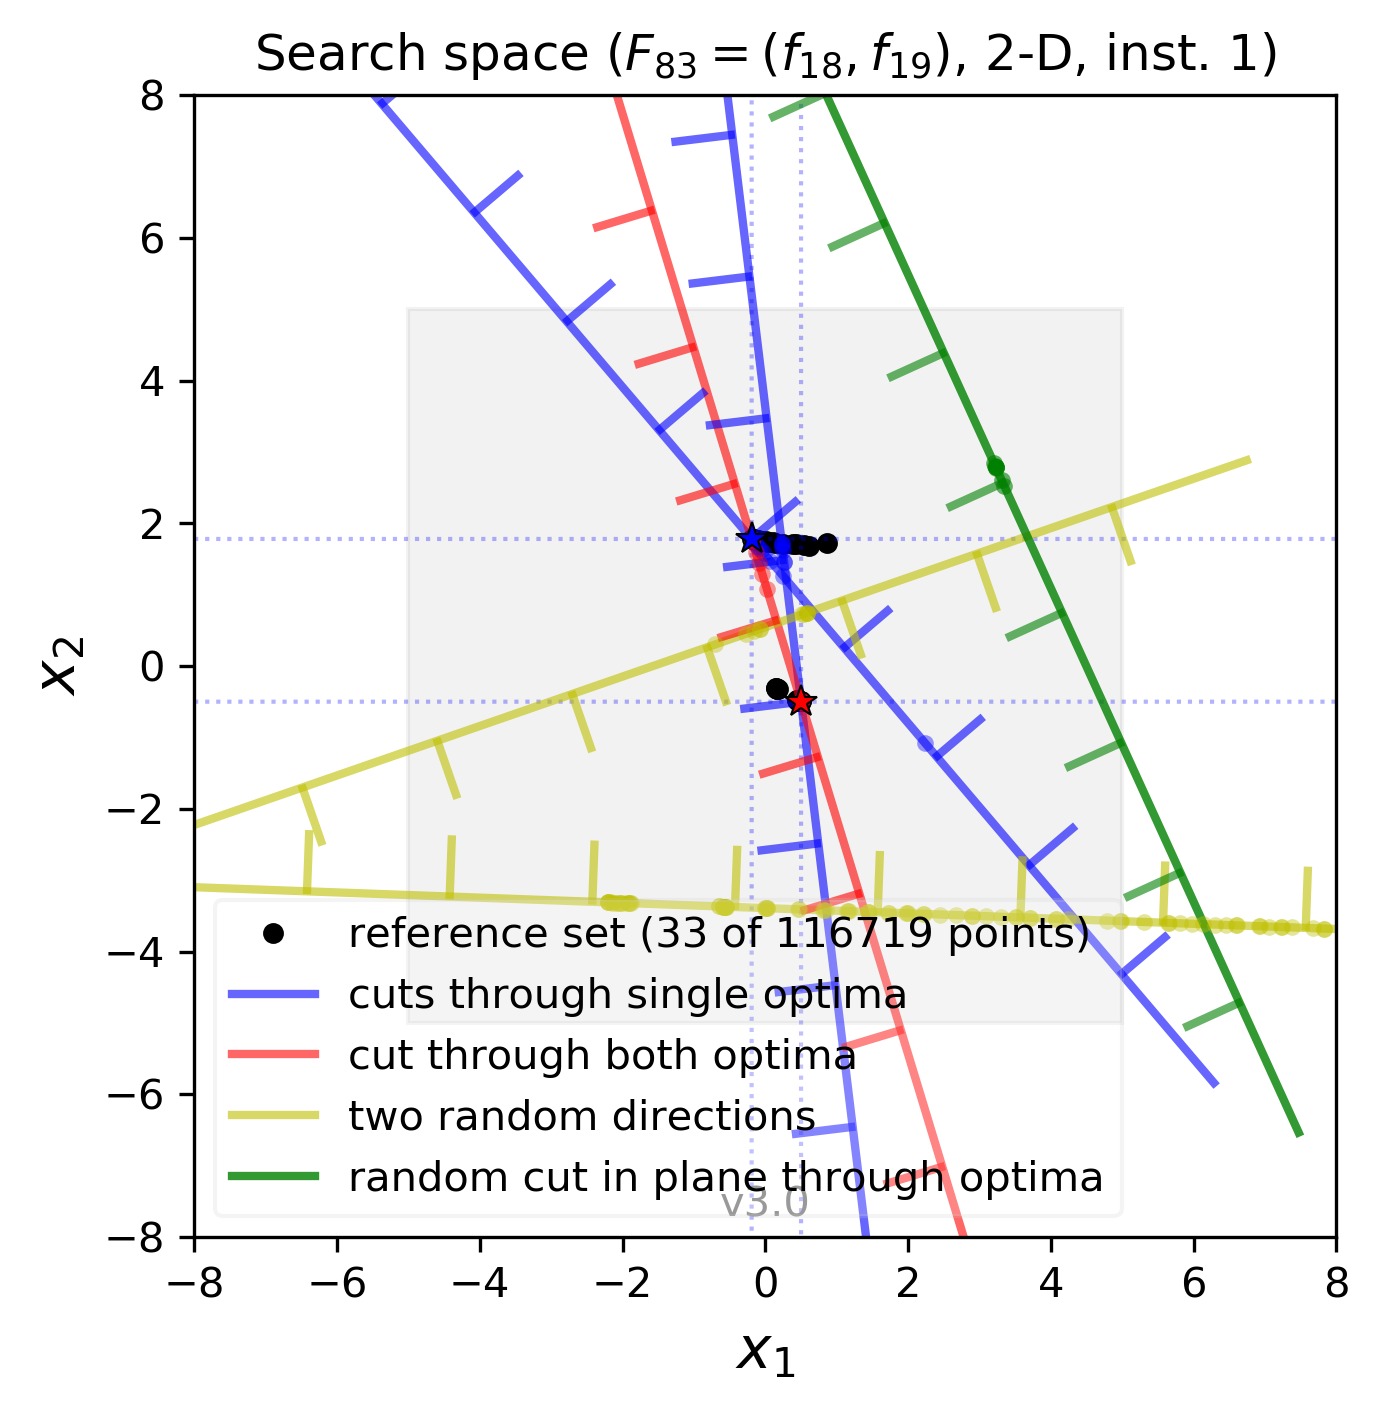 Search space (F₈₃ = (f₁₈, f₁₉), 2-D, inst. 1)
8
6
4
2
0
−2
−4
−6
−8
x₂
reference set (33 of 116719 points)
cuts through single optima
cut through both optima
two random directions
random cut in plane through optima
v3.0
−8 −6 −4 −2 0 2 4 6 8
x₁